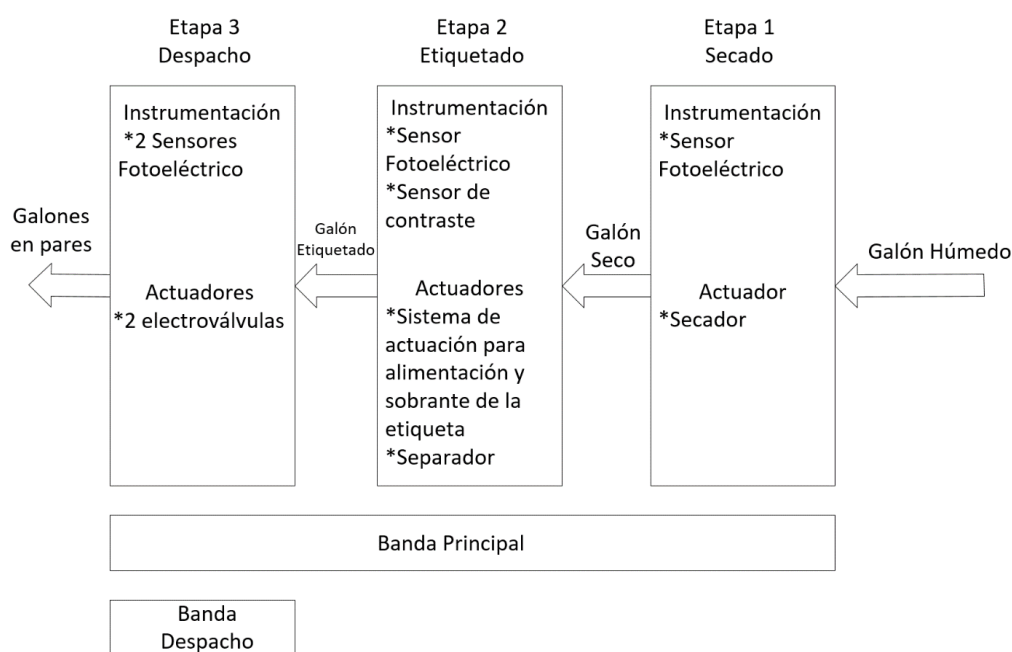 Etapa 3
Despacho
Instrumentación
*2 Sensores
Fotoeléctrico
Actuadores
*2 electroválvulas
Galones
en pares
Etapa 2
Etiquetado
Instrumentación
*Sensor
Fotoeléctrico
*Sensor de
contraste
Actuadores
*Sistema de
actuación para
alimentación y
sobrante de la
etiqueta
*Separador
Galón
Etiquetado
Etapa 1
Secado
Instrumentación
*Sensor
Fotoeléctrico
Actuador
*Secador
Galón
Seco
Galón Húmedo
Banda Principal
Banda
Despacho